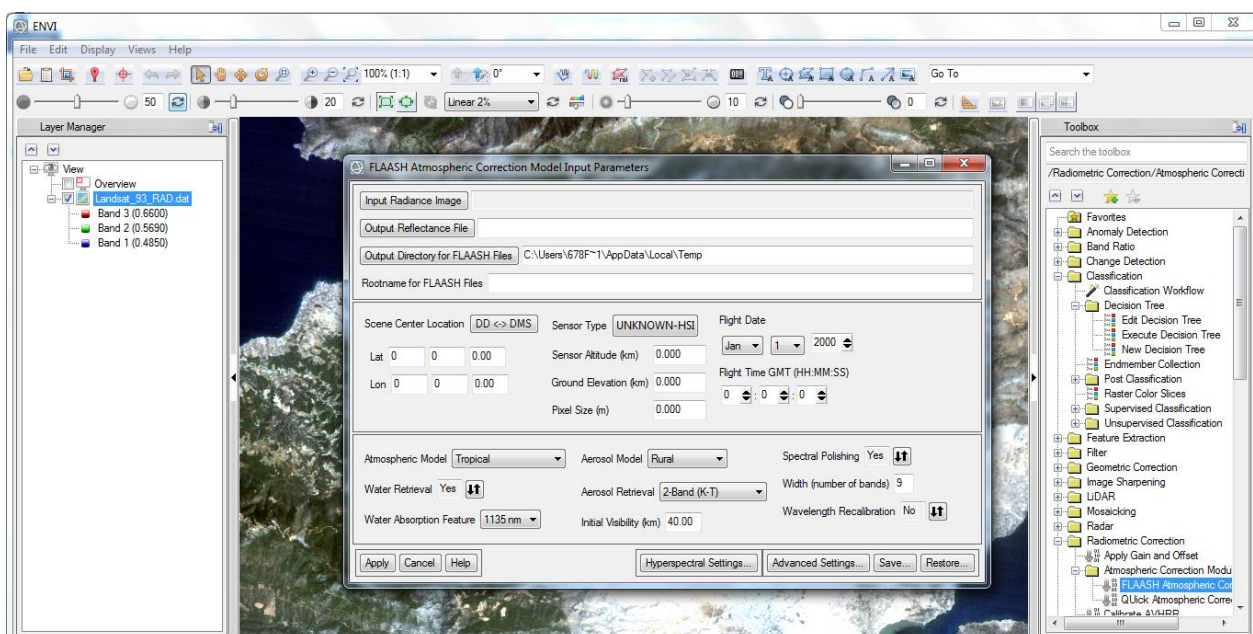 ENVI
File Edit Display Views Help
100% (1:1) 0° Go To
50 20 Linear 2% 10 0
Layer Manager
View
Overview
Landsat_93_RAD.dat
Band 3 (0.6600)
Band 2 (0.5690)
Band 1 (0.4850)
FLAASH Atmospheric Correction Model Input Parameters
Input Radiance Image
Output Reflectance File
Output Directory for FLAASH Files C:\Users\678F~1\AppData\Local\Temp
Rootname for FLAASH Files
Scene Center Location DD <-> DMS
Lat 0 0 0.00
Lon 0 0 0.00
Sensor Type UNKNOWN-HSI
Sensor Altitude (km) 0.000
Ground Elevation (km) 0.000
Pixel Size (m) 0.000
Flight Date
Jan 1 2000
Flight Time GMT (HH:MM:SS)
0 : 0 : 0
Atmospheric Model Tropical
Water Retrieval Yes
Water Absorption Feature 1135 nm
Aerosol Model Rural
Aerosol Retrieval 2-Band (K-T)
Initial Visibility (km) 40.00
Spectral Polishing Yes
Width (number of bands) 9
Wavelength Recalibration No
Apply Cancel Help Hyperspectral Settings... Advanced Settings... Save... Restore...
Toolbox
Search the toolbox
/Radiometric Correction/Atmospheric Correcti
Favorites
Anomaly Detection
Band Ratio
Change Detection
Classification
Classification Workflow
Decision Tree
Edit Decision Tree
Execute Decision Tree
New Decision Tree
Endmember Collection
Post Classification
Raster Color Slices
Supervised Classification
Unsupervised Classification
Feature Extraction
Filter
Geometric Correction
Image Sharpening
LiDAR
Mosaicking
Radar
Radiometric Correction
Apply Gain and Offset
Atmospheric Correction Modu
FLAASH Atmospheric Cor
QUick Atmospheric Corre
Calibrate AVHRR